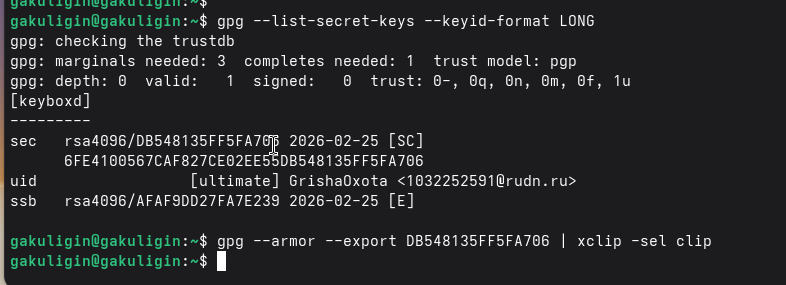 gakuligin@gakuligin:~$
gakuligin@gakuligin:~$ gpg --list-secret-keys --keyid-format LONG
gpg: checking the trustdb
gpg: marginals needed: 3  completes needed: 1  trust model: pgp
gpg: depth: 0  valid:   1  signed:   0  trust: 0-, 0q, 0n, 0m, 0f, 1u
[keyboxd]
---------
sec   rsa4096/DB548135FF5FA706 2026-02-25 [SC]
      6FE4100567CAF827CE02EE55DB548135FF5FA706
uid                 [ultimate] GrishaOxota <1032252591@rudn.ru>
ssb   rsa4096/AFAF9DD27FA7E239 2026-02-25 [E]
gakuligin@gakuligin:~$ gpg --armor --export DB548135FF5FA706 | xclip -sel clip
gakuligin@gakuligin:~$